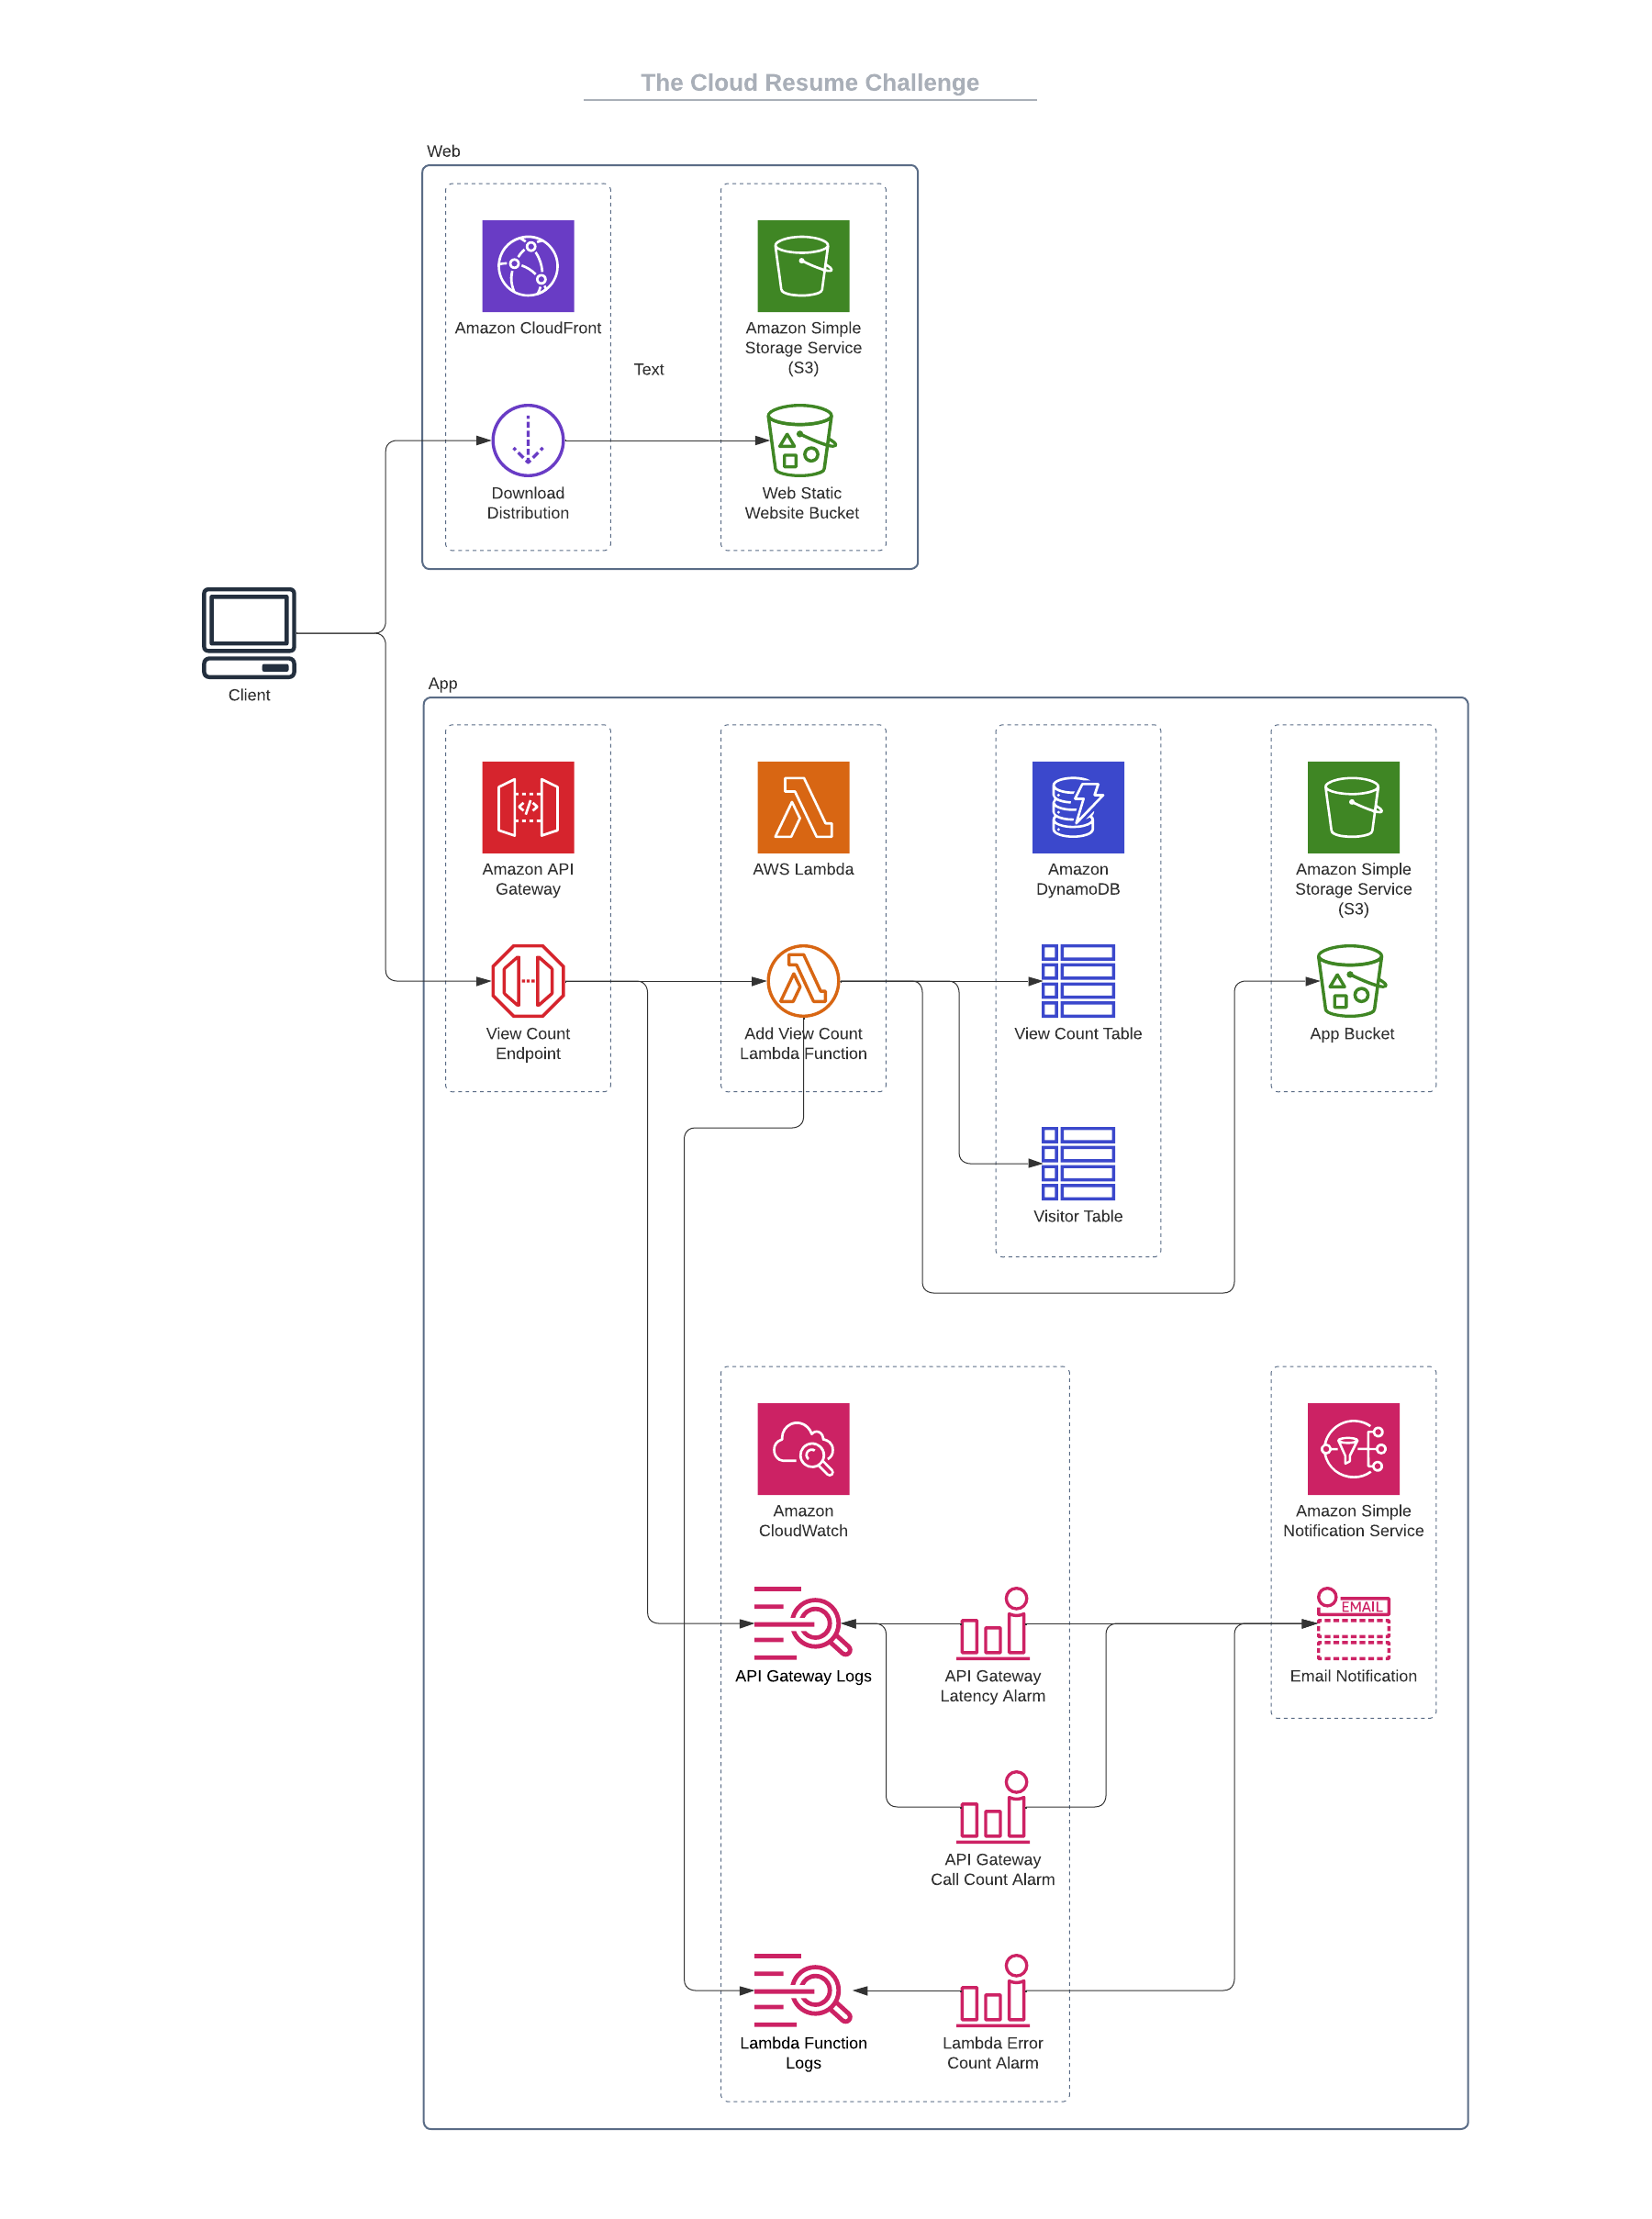 The Cloud Resume Challenge
Web
Amazon CloudFront
Amazon Simple
Storage Service
(S3)
Text
Download
Distribution
Web Static
Website Bucket
Client
App
Amazon API
Gateway
AWS Lambda
Amazon
DynamoDB
Amazon Simple
Storage Service
(S3)
View Count
Endpoint
Add View Count
Lambda Function
View Count Table
App Bucket
Visitor Table
Amazon
CloudWatch
Amazon Simple
Notification Service
EMAIL
API Gateway Logs
API Gateway
Latency Alarm
Email Notification
API Gateway
Call Count Alarm
Lambda Function
Logs
Lambda Error
Count Alarm